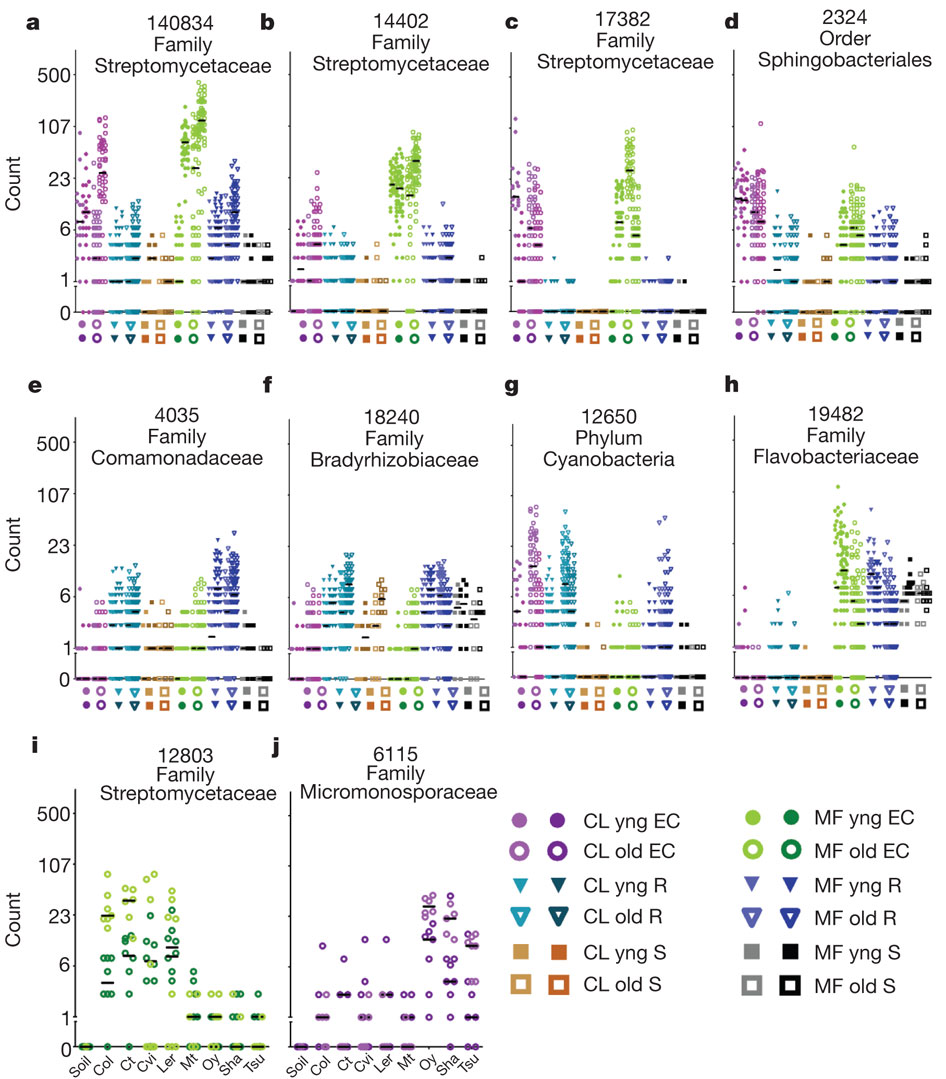 a
140834
Family
Streptomycetaceae
b
14402
Family
Streptomycetaceae
c
17382
Family
Streptomycetaceae
d
2324
Order
Sphingobacteriales
Count
500
107
23
6
1
0
e
4035
Family
Comamonadaceae
f
18240
Family
Bradyrhizobiaceae
g
12650
Phylum
Cyanobacteria
h
19482
Family
Flavobacteriaceae
Count
500
107
23
6
1
0
i
12803
Family
Streptomycetaceae
j
6115
Family
Micromonosporaceae
Count
500
107
23
6
1
0
Soil Col Ct Cvi Ler Mt Oy Sha Tsu
Soil Col Ct Cvi Ler Mt Oy Sha Tsu
CL yng EC
CL old EC
CL yng R
CL old R
CL yng S
CL old S
MF yng EC
MF old EC
MF yng R
MF old R
MF yng S
MF old S